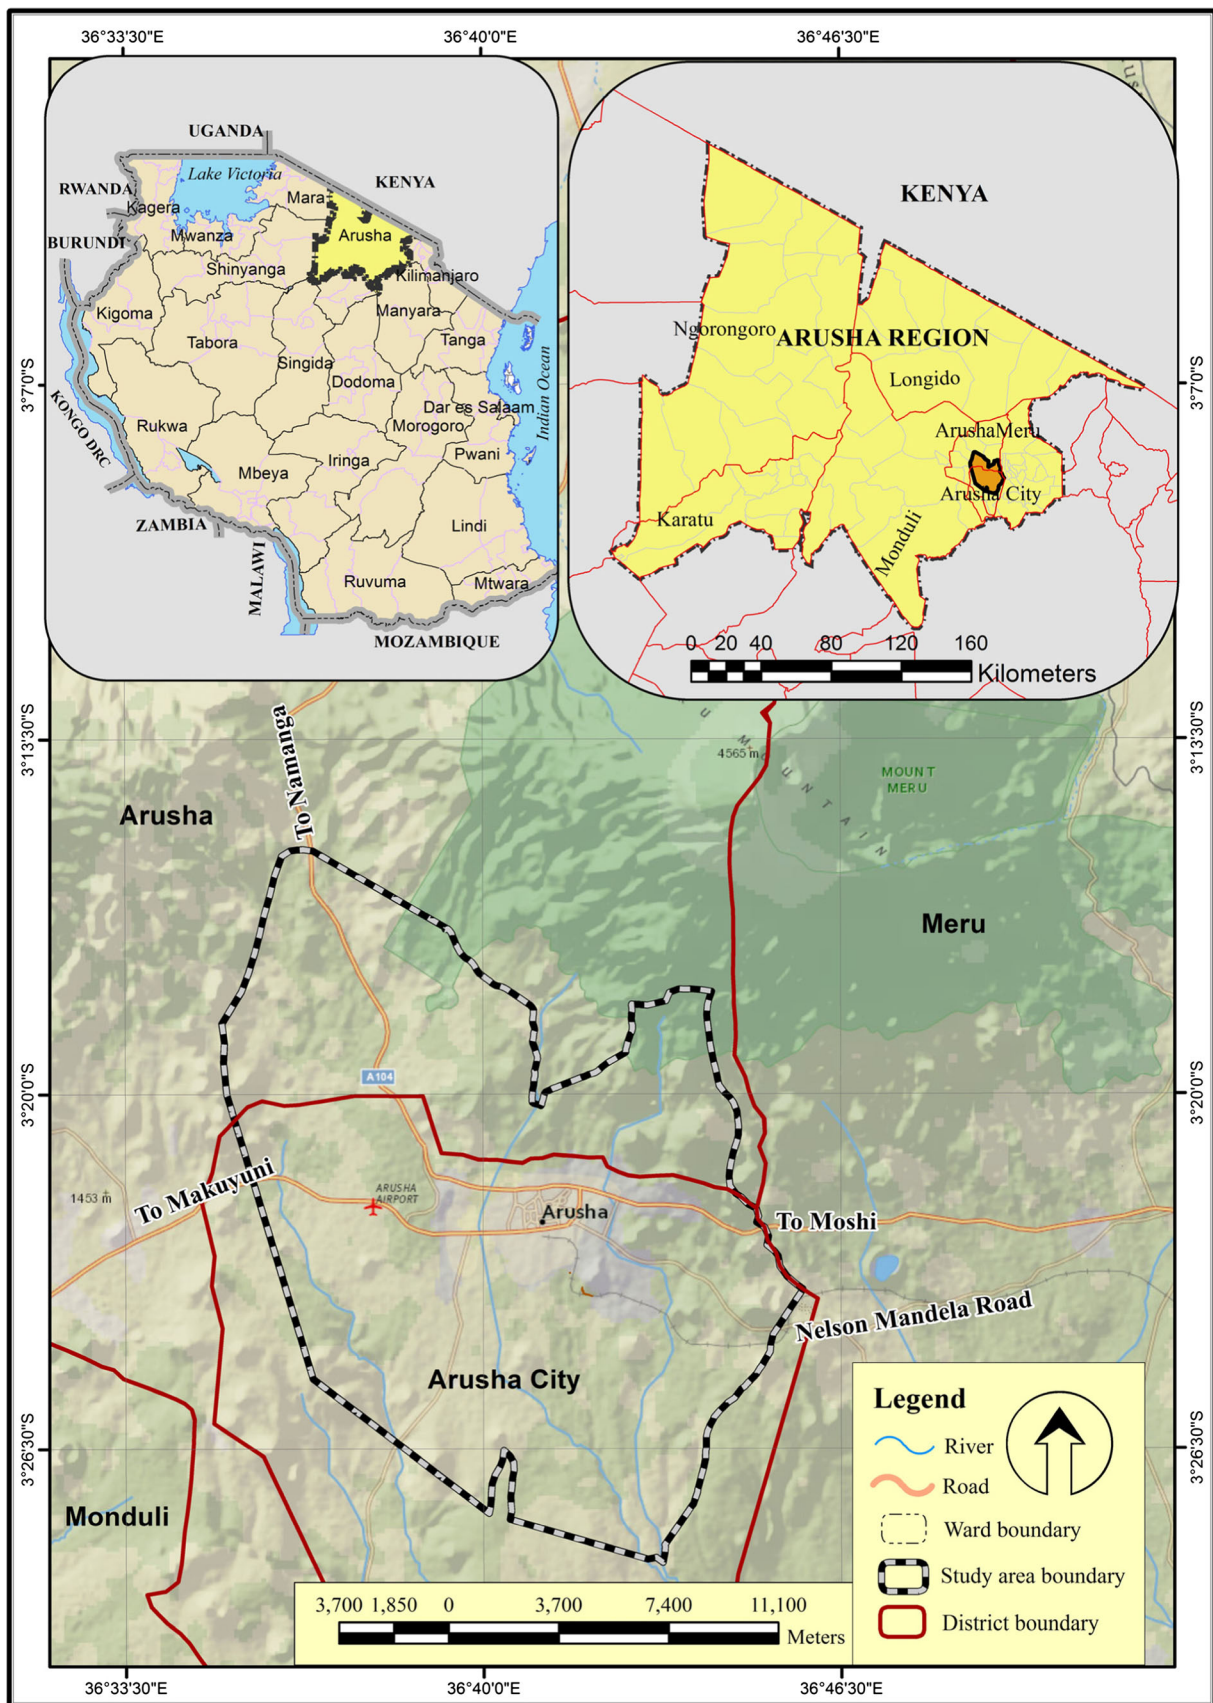 36°33'30"E 36°40'0"E 36°46'30"E
UGANDA
Lake Victoria
RWANDA
KENYA
Kagera
Mara
Mwanza
Arusha
BURUNDI
Shinyanga
Kilimanjaro
Kigoma
Manyara
Tabora
Tanga
Singida
Dodoma
Indian Ocean
KONGO DRC
Dar es Salaam
Rukwa
Morogoro
Mbeya
Iringa
Pwani
ZAMBIA
Lindi
MALAWI
Ruvuma
Mtwara
MOZAMBIQUE
KENYA
Ngorongoro
ARUSHA REGION
Longido
ArushaMeru
Arusha City
Karatu
Monduli
0 20 40 80 120 160
Kilometers
3°7'0"S
3°7'0"S
3°13'30"S
3°13'30"S
3°20'0"S
3°20'0"S
3°26'30"S
3°26'30"S
To Namanga
4565 m
U M O U N T A I N
MOUNT
MERU
Arusha
Meru
A104
ARUSHA
AIRPORT
To Makuyuni
1453 m
Arusha
To Moshi
Nelson Mandela Road
Arusha City
Monduli
Legend
River
Road
Ward boundary
Study area boundary
District boundary
3,700 1,850 0 3,700 7,400 11,100
Meters
36°33'30"E 36°40'0"E 36°46'30"E